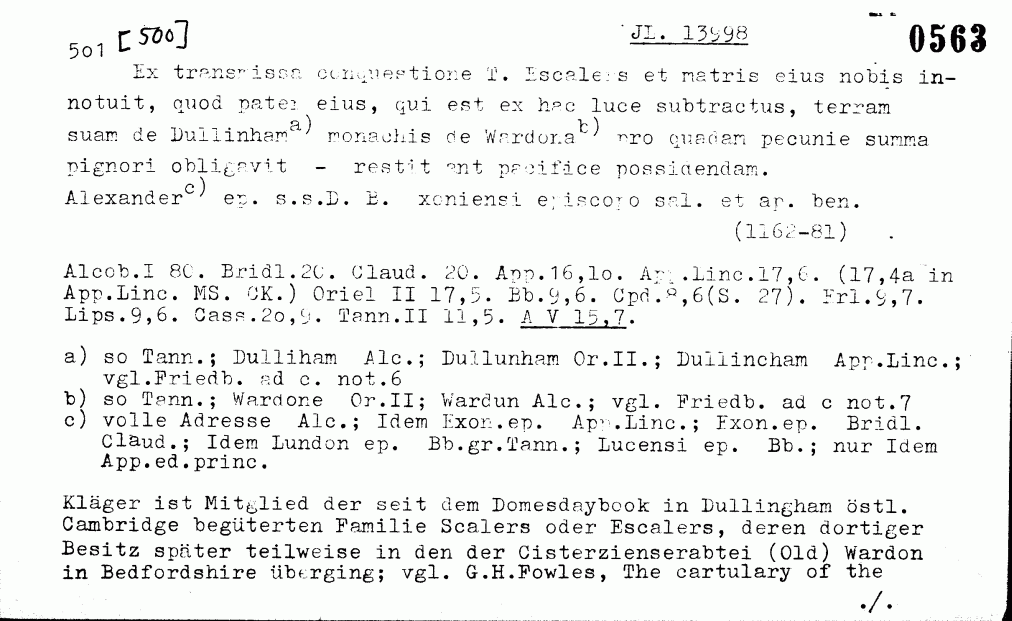 501 [500] JL. 13998 0563
Ex transmissa conquestione T. Escalers et matris eius nobis in-
notuit, quod pater eius, qui est ex hac luce subtractus, terram
suam de Dullinham a) monachis de Wardona b) pro quadam pecunie summa
pignori obligavit - restit ant pacifice possidendam.
Alexander c) ep. s.s.D. B. xoniensi episcopo sal. et ap. ben.
(1162-81) .
Alcob.I 80. Bridl.20. Claud. 20. App.16,10. App.Linc.17,6. (17,4a in
App.Linc. MS. CK.) Oriel II 17,5. Bb.9,6. Cpd.8,6(S. 27). Frl.9,7.
Lips.9,6. Cass.20,9. Tann.II 11,5. A V 15,7.
a) so Tann.; Dulliham Alc.; Dullunham Or.II.; Dullincham App.Linc.;
vgl.Friedb. ad c. not.6
b) so Tann.; Wardone Or.II; Wardun Alc.; vgl. Friedb. ad c not.7
c) volle Adresse Alc.; Idem Exon.ep. App.Linc.; Exon.ep. Bridl.
Claud.; Idem Lundon ep. Bb.gr.Tann.; Lucensi ep. Bb.; nur Idem
App.ed.princ.
Kläger ist Mitglied der seit dem Domesdaybook in Dullingham östl.
Cambridge begüterten Familie Scalers oder Escalers, deren dortiger
Besitz später teilweise in den der Cisterzienserabtei (Old) Wardon
in Bedfordshire überging; vgl. G.H.Fowles, The cartulary of the
./.